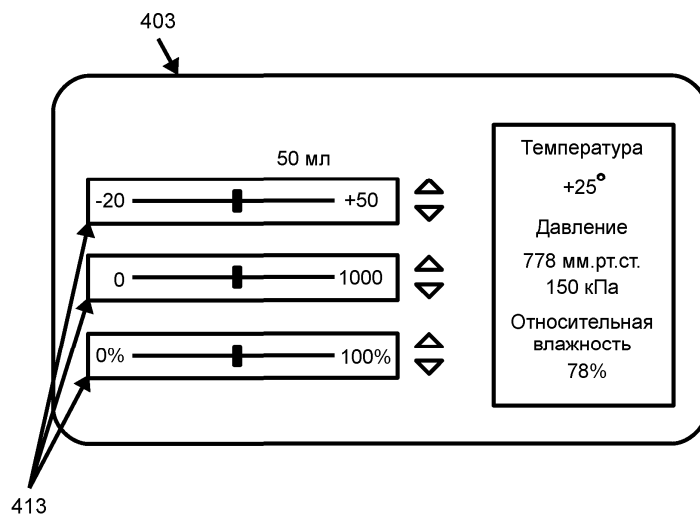 403
50 мл
-20 +50
0 1000
0% 100%
Температура
+25°
Давление
778 мм.рт.ст.
150 кПа
Относительная
влажность
78%
413